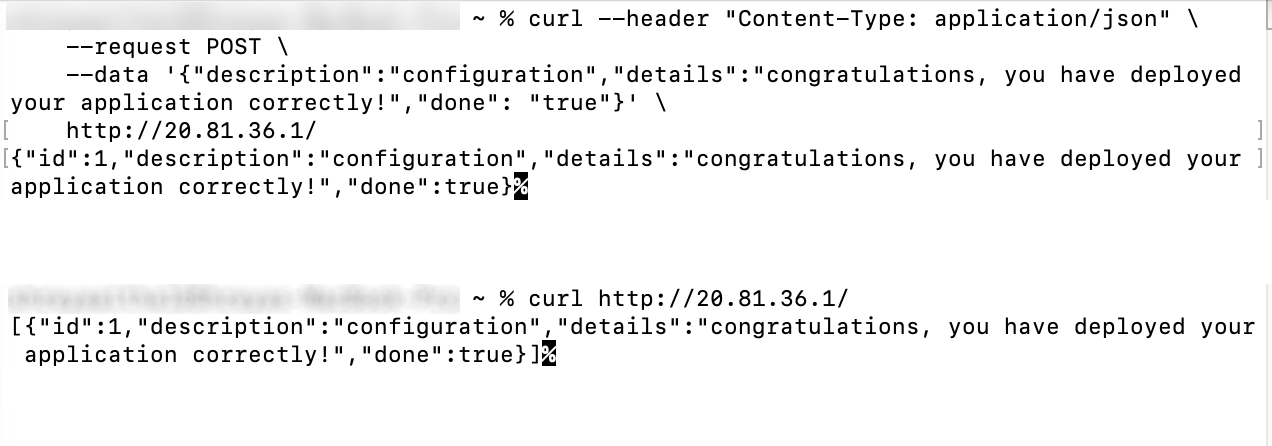 ~ % curl --header "Content-Type: application/json" \
--request POST \
--data '{"description":"configuration","details":"congratulations, you have deployed
your application correctly!","done": "true"}' \
[ http://20.81.36.1/ ]
[{"id":1,"description":"configuration","details":"congratulations, you have deployed your ]
application correctly!","done":true}%
~ % curl http://20.81.36.1/
[{"id":1,"description":"configuration","details":"congratulations, you have deployed your
application correctly!","done":true}]%